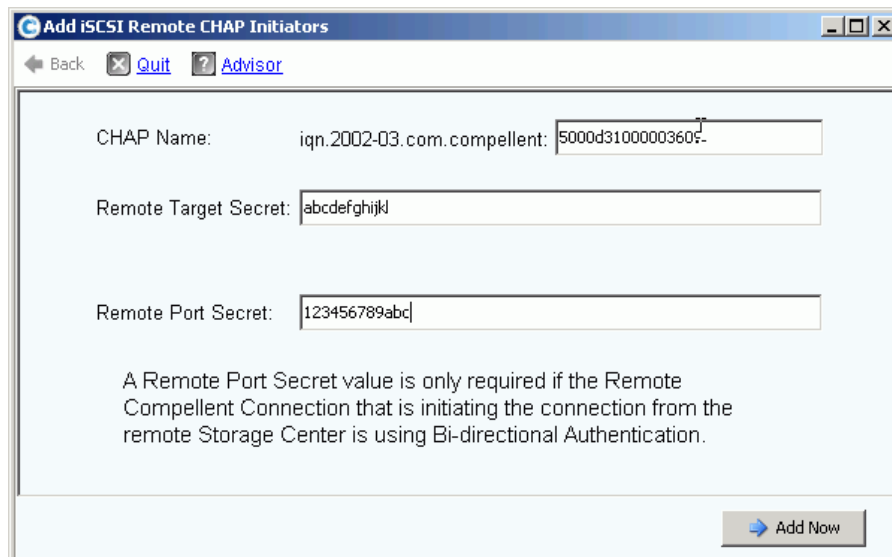 Add iSCSI Remote CHAP Initiators
Back Quit Advisor
CHAP Name: iqn.2002-03.com.compellent:
Remote Target Secret: abcdefghijkl
Remote Port Secret: 123456789abc
A Remote Port Secret value is only required if the Remote
Compellent Connection that is initiating the connection from the
remote Storage Center is using Bi-directional Authentication.
Add Now